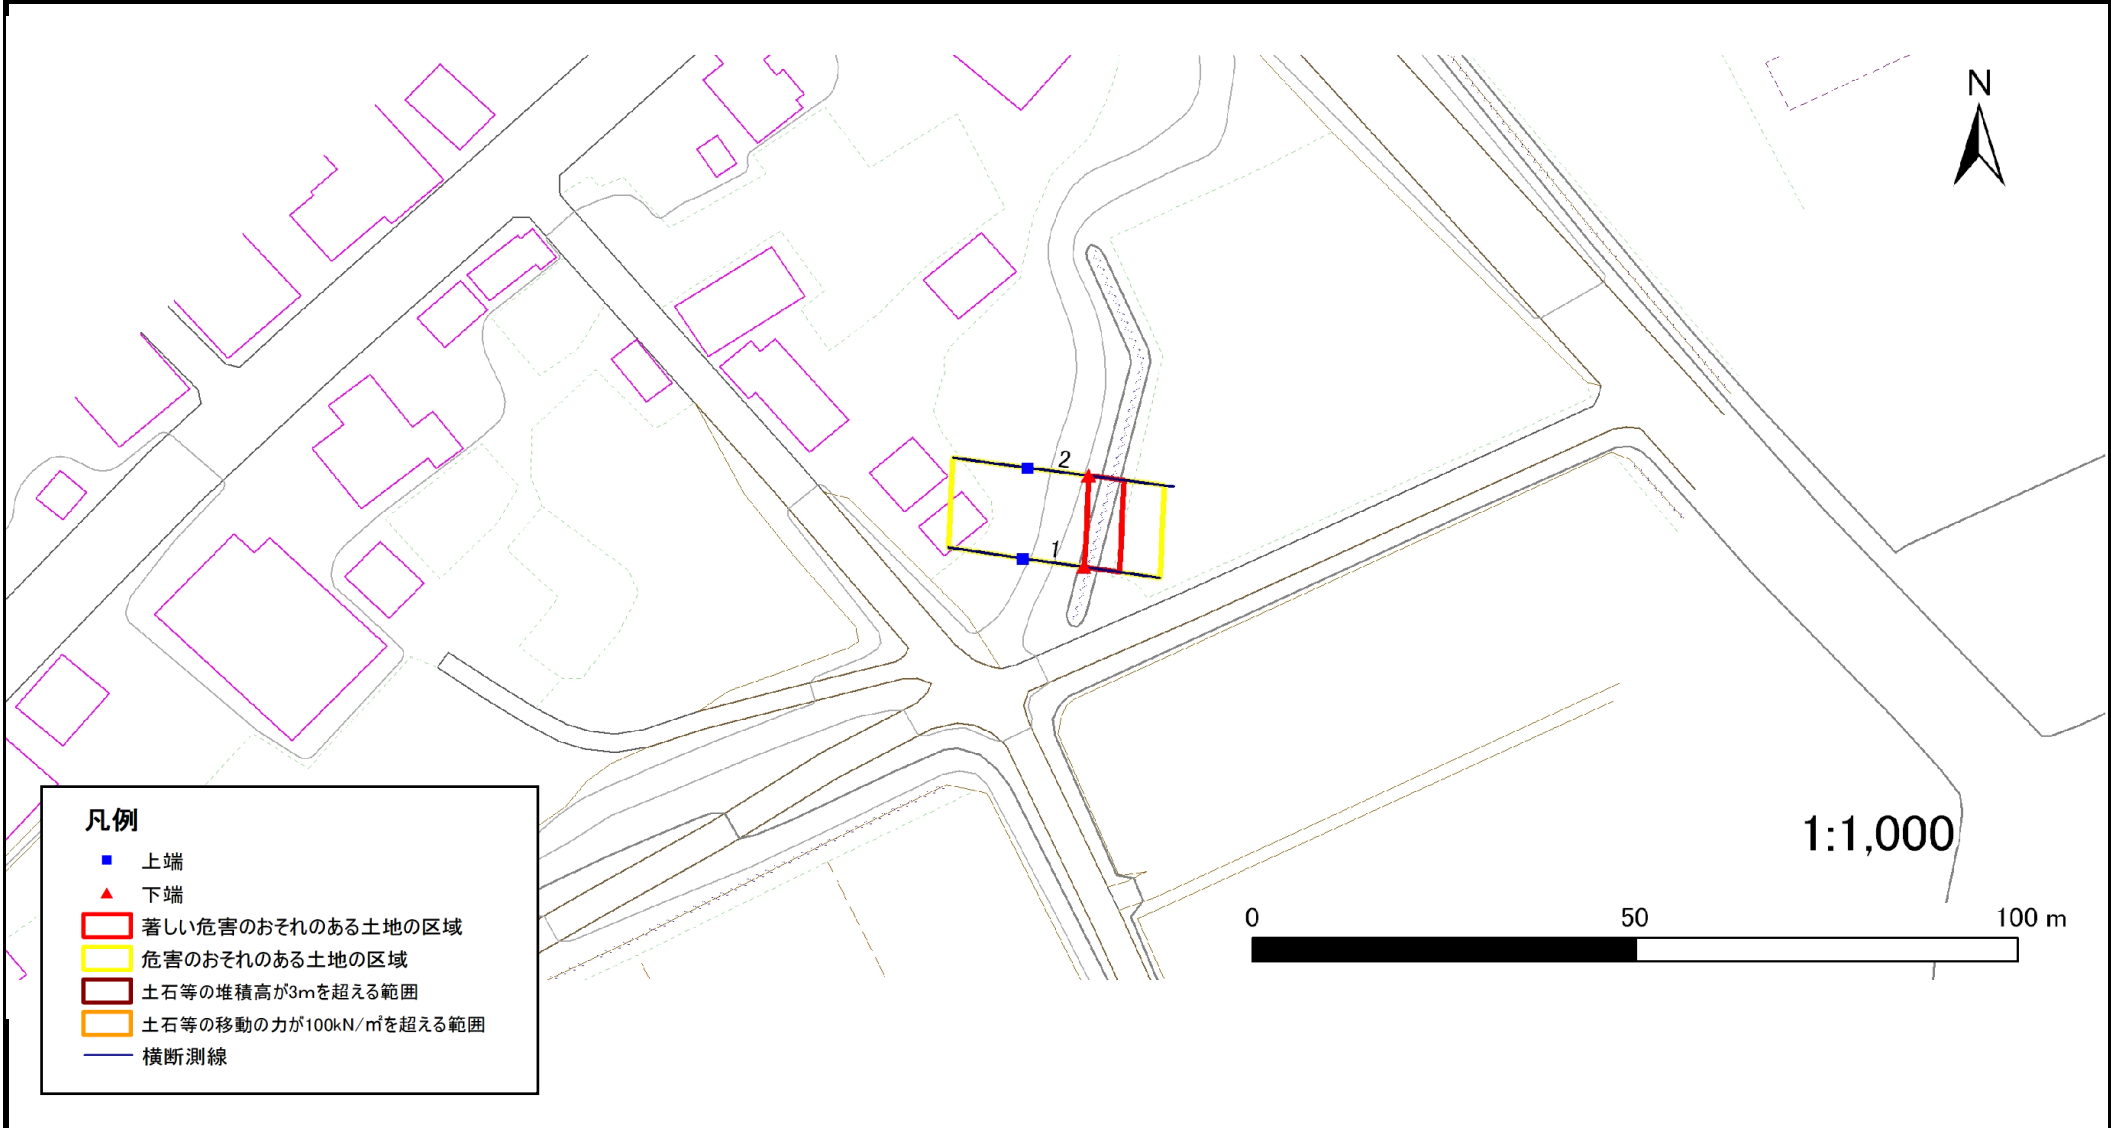 N
2
1
1:1,000
0 50 100 m
凡例
上端
下端
著しい危害のおそれのある土地の区域
危害のおそれのある土地の区域
土石等の堆積高が3mを超える範囲
土石等の移動の力が100kN/㎡を超える範囲
横断測線